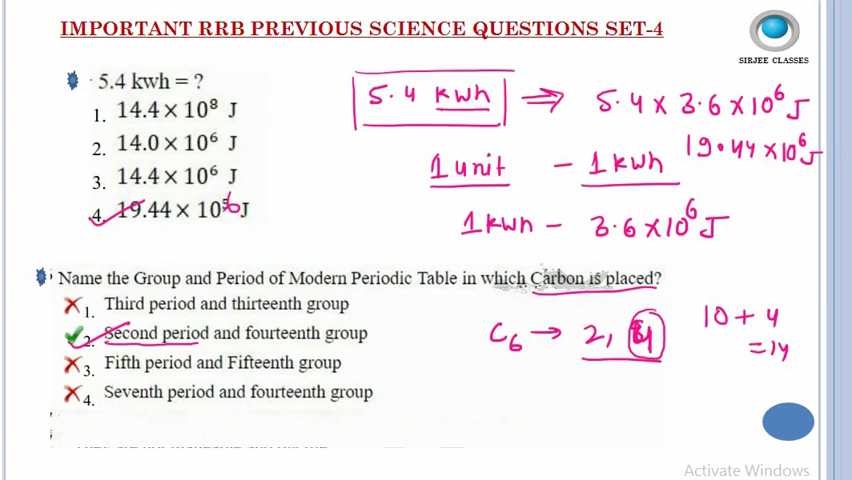 IMPORTANT RRB PREVIOUS SCIENCE QUESTIONS SET-4
SIRJEE CLASSES
5.4 kwh = ?
1. 14.4 × 10⁸ J
2. 14.0 × 10⁶ J
3. 14.4 × 10⁶ J
4. 19.44 × 10⁶ J
5.4 kwh ⇒ 5.4 x 3.6 x 10⁶ J
19.44 x 10⁶ J
1 unit - 1 kwh
1 kwh - 3.6 x 10⁶ J
Name the Group and Period of Modern Periodic Table in which Carbon is placed?
1. Third period and thirteenth group
2. Second period and fourteenth group
3. Fifth period and Fifteenth group
4. Seventh period and fourteenth group
C₆ → 2, 4
10 + 4
= 14
Activate Windows